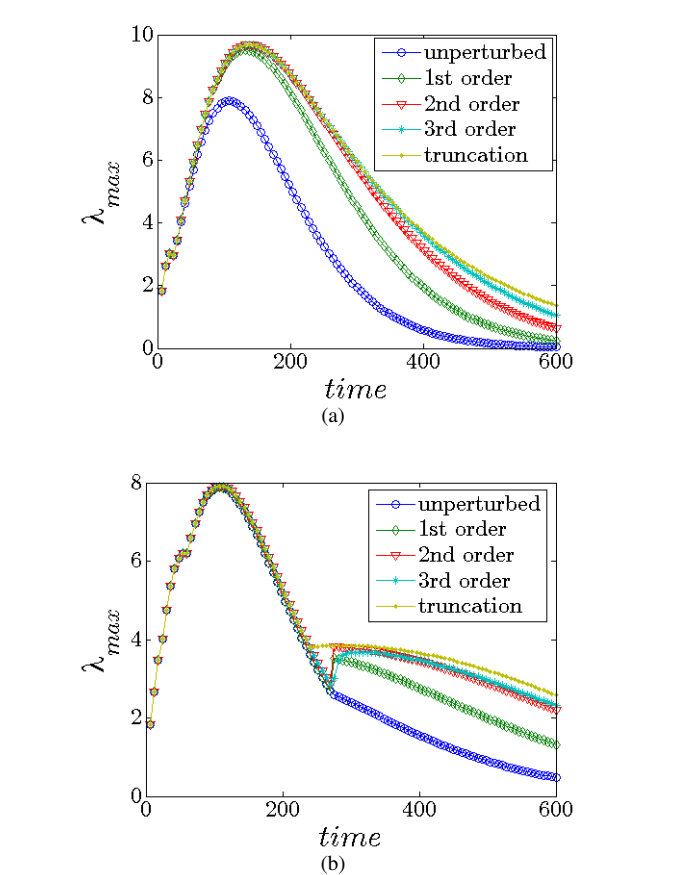 10
8
6
4
2
0
λmax
unperturbed
1st order
2nd order
3rd order
truncation
0 200 400 600
time
(a)
8
6
4
2
0
λmax
unperturbed
1st order
2nd order
3rd order
truncation
0 200 400 600
time
(b)